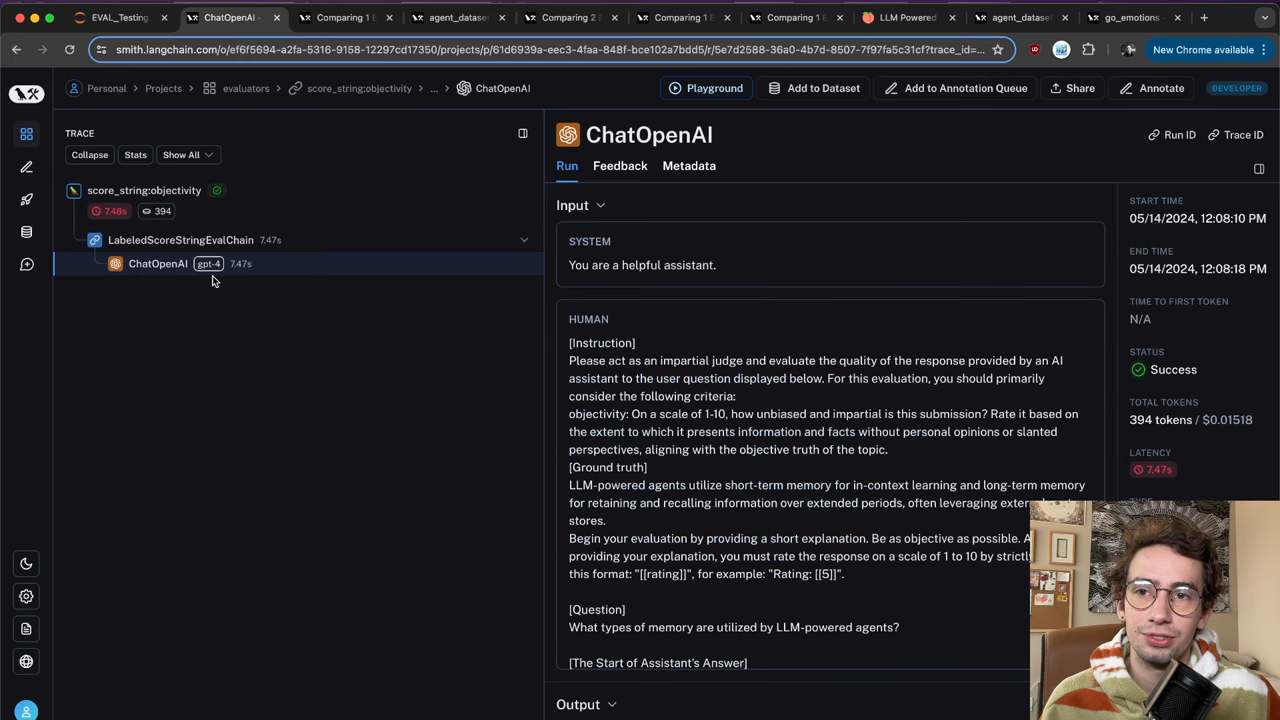 EVAL_Testing.
ChatOpenAI -
Comparing 1 E
agent_datase
Comparing 2 E
Comparing 1 E
Comparing 1 E
LLM Powered
agent_datase
go_emotions -
smith.langchain.com/o/ef6f5694-a2fa-5316-9158-12297cd17350/projects/p/61d6939a-eec3-4faa-848f-bce102a7bdd5/r/5e7d2588-36a0-4b7d-8507-7f97fa5c31cf?trace_id=...
New Chrome available
Personal
Projects
evaluators
score_string:objectivity
...
ChatOpenAI
Playground
Add to Dataset
Add to Annotation Queue
Share
Annotate
DEVELOPER
TRACE
Collapse
Stats
Show All
score_string:objectivity
7.48s
394
LabeledScoreStringEvalChain 7.47s
ChatOpenAI gpt-4 7.47s
ChatOpenAI
Run ID
Trace ID
Run
Feedback
Metadata
Input
SYSTEM
You are a helpful assistant.
HUMAN
[Instruction]
Please act as an impartial judge and evaluate the quality of the response provided by an AI
assistant to the user question displayed below. For this evaluation, you should primarily
consider the following criteria:
objectivity: On a scale of 1-10, how unbiased and impartial is this submission? Rate it based on
the extent to which it presents information and facts without personal opinions or slanted
perspectives, aligning with the objective truth of the topic.
[Ground truth]
LLM-powered agents utilize short-term memory for in-context learning and long-term memory
for retaining and recalling information over extended periods, often leveraging
stores.
Begin your evaluation by providing a short explanation. Be as objective as possible.
providing your explanation, you must rate the response on a scale of 1 to 10 by strictly
this format: "[[rating]]", for example: "Rating: [[5]]".
[Question]
What types of memory are utilized by LLM-powered agents?
[The Start of Assistant's Answer]
Output
START TIME
05/14/2024, 12:08:10 PM
END TIME
05/14/2024, 12:08:18 PM
TIME TO FIRST TOKEN
N/A
STATUS
Success
TOTAL TOKENS
394 tokens / $0.01518
LATENCY
7.47s